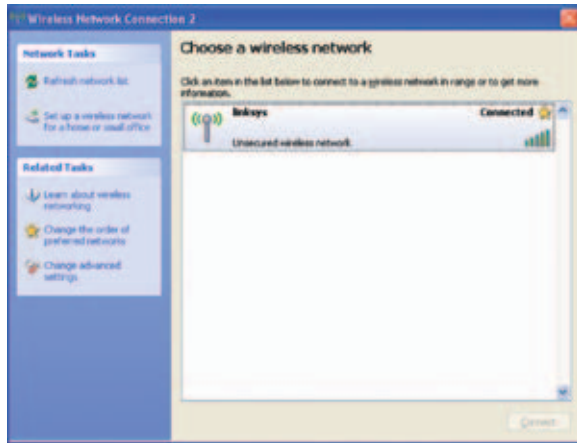 Wireless Network Connection 2
Network Tasks
Refresh network list
Set up a wireless network
for a home or small office
Related Tasks
Learn about wireless
networking
Change the order of
preferred networks
Change advanced
settings
Choose a wireless network
Click an item in the list below to connect to a wireless network in range or to get more
information.
linksys
Connected
Unsecured wireless network
Connect